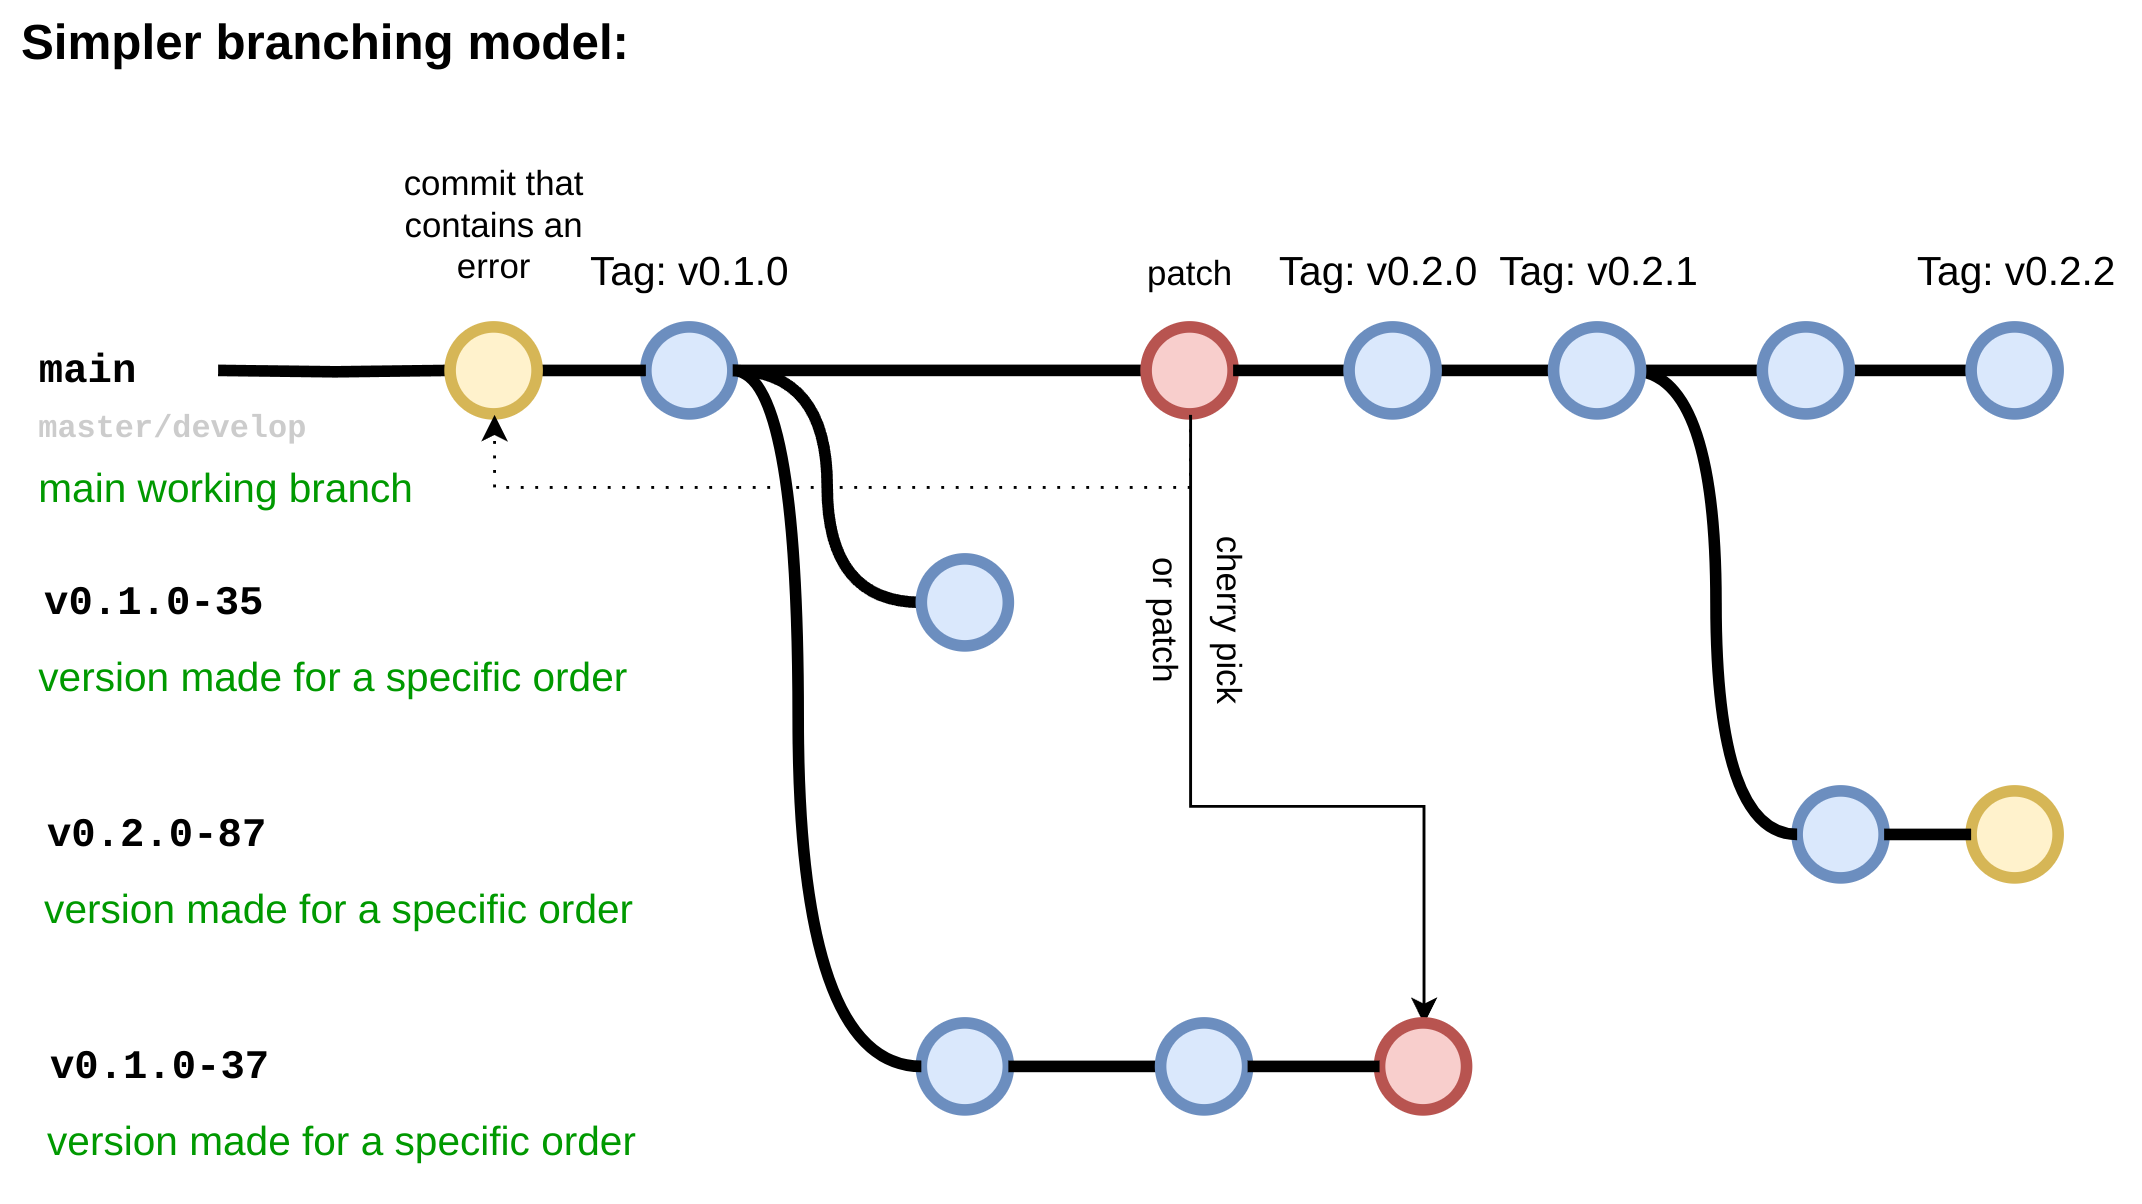 Simpler branching model:
commit that
contains an
error
Tag: v0.1.0
patch
Tag: v0.2.0
Tag: v0.2.1
Tag: v0.2.2
main
master/develop
main working branch
cherry pick
or patch
v0.1.0-35
version made for a specific order
v0.2.0-87
version made for a specific order
v0.1.0-37
version made for a specific order